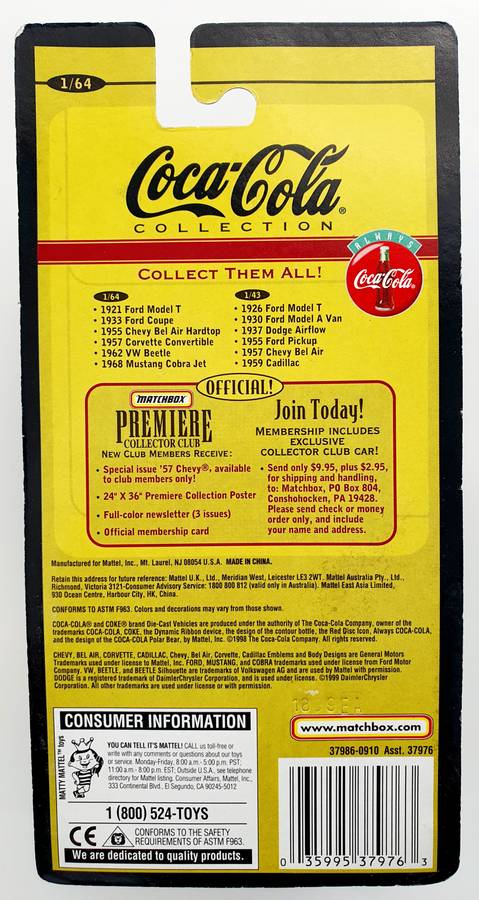 1/64
Coca-Cola®
COLLECTION
ALWAYS
Coca-Cola®
COLLECT THEM ALL!
1/64
• 1921 Ford Model T
• 1933 Ford Coupe
• 1955 Chevy Bel Air Hardtop
• 1957 Corvette Convertible
• 1962 VW Beetle
• 1968 Mustang Cobra Jet
1/43
• 1926 Ford Model T
• 1930 Ford Model A Van
• 1937 Dodge Airflow
• 1955 Ford Pickup
• 1957 Chevy Bel Air
• 1959 Cadillac
OFFICIAL!
MATCHBOX
PREMIERE
COLLECTOR CLUB
NEW CLUB MEMBERS RECEIVE:
• Special issue '57 Chevy®, available
to club members only!
• 24" X 36" Premiere Collection Poster
• Full-color newsletter (3 issues)
• Official membership card
Join Today!
MEMBERSHIP INCLUDES
EXCLUSIVE
COLLECTOR CLUB CAR!
• Send only $9.95, plus $2.95,
for shipping and handling,
to: Matchbox, PO Box 804,
Conshohocken, PA 19428.
Please send check or money
order only, and include
your name and address.
Manufactured for Mattel, Inc., Mt. Laurel, NJ 08054 U.S.A. MADE IN CHINA.
Retain this address for future reference: Mattel U.K., Ltd., Meridian West, Leicester LE3 2WT. Mattel Australia Pty., Ltd.,
Richmond, Victoria 3121-Consumer Advisory Service: 1800 800 812 (valid only in Australia). Mattel East Asia Limited,
930 Ocean Centre, Harbour City, HK, China.
CONFORMS TO ASTM F963. Colors and decorations may vary from those shown.
COCA-COLA® and COKE® brand Die-Cast Vehicles are produced under the authority of The Coca-Cola Company, owner of the
trademarks COCA-COLA, COKE, the Dynamic Ribbon device, the design of the contour bottle, the Red Disc Icon, Always COCA-COLA,
and the design of the COCA-COLA Polar Bear, by Mattel, Inc. ©1998 The Coca-Cola Company. All rights reserved.
CHEVY, BEL AIR, CORVETTE, CADILLAC, Chevy, Bel Air, Corvette, Cadillac Emblems and Body Designs are General Motors
Trademarks used under license to Mattel, Inc. FORD, MUSTANG, and COBRA trademarks used under license from Ford Motor
Company. VW, BEETLE, and BEETLE Silhouette are trademarks of Volkswagen AG and are used by Mattel with permission.
DODGE is a registered trademark of DaimlerChrysler Corporation, and is used under license. ©1999 DaimlerChrysler
Corporation. All other trademarks are used under license or with permission.
www.matchbox.com
37986-0910 Asst. 37976
CONSUMER INFORMATION
MATTY MATTEL™ toys
YOU CAN TELL IT'S MATTEL! CALL us toll-free or
write with any comments or questions about our toys
or service. Monday-Friday, 8:00 a.m.- 5:00 p.m. PST;
11:00 a.m.- 8:00 p.m. EST; Outside U.S.A., see telephone
directory for Mattel listing. Consumer Affairs, Mattel, Inc.,
333 Continental Blvd., El Segundo, CA 90245-5012
1 (800) 524-TOYS
CE
CONFORMS TO THE SAFETY
REQUIREMENTS OF ASTM F963.
We are dedicated to quality products.
0 35995 37976 3